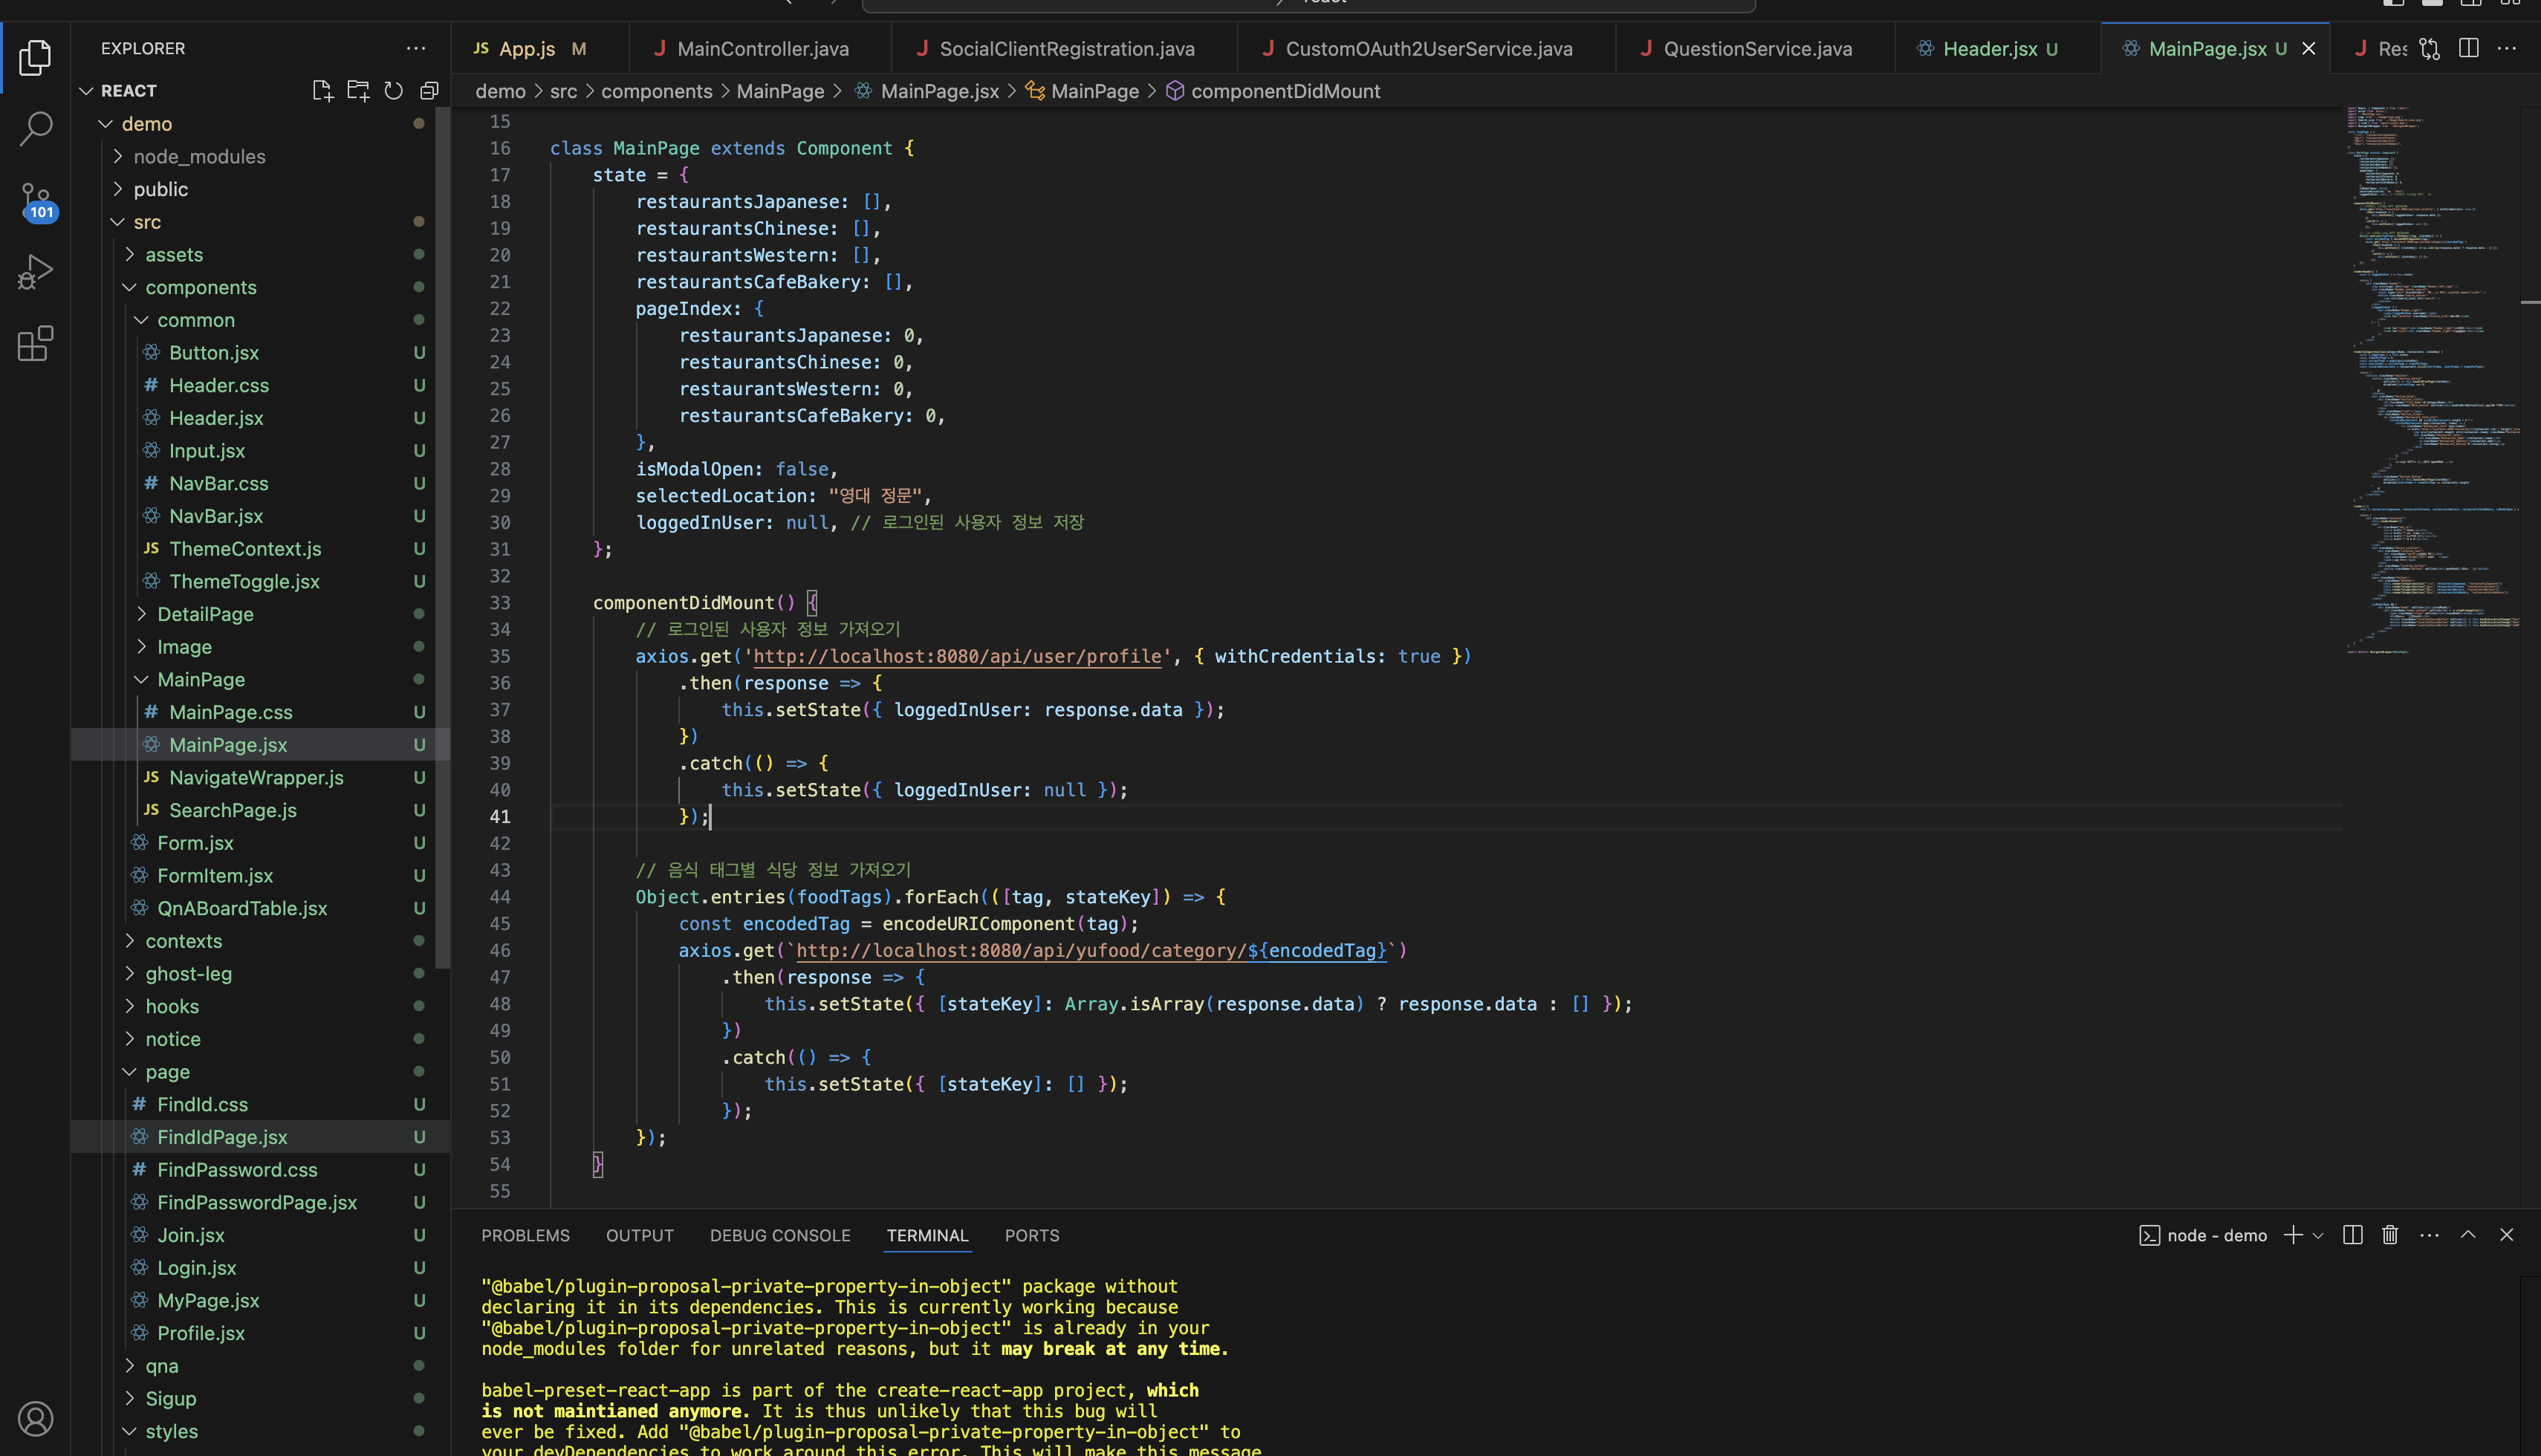 react
EXPLORER
JS App.js M
MainController.java
SocialClientRegistration.java
CustomOAuth2UserService.java
QuestionService.java
Header.jsx U
MainPage.jsx U
Res
REACT
demo > src > components > MainPage > MainPage.jsx > MainPage > componentDidMount
demo
node_modules
public
src
assets
components
common
Button.jsx U
# Header.css U
Header.jsx U
Input.jsx U
# NavBar.css U
NavBar.jsx U
JS ThemeContext.js U
ThemeToggle.jsx U
DetailPage
Image
MainPage
# MainPage.css U
MainPage.jsx U
JS NavigateWrapper.js U
JS SearchPage.js U
Form.jsx U
FormItem.jsx U
QnABoardTable.jsx U
contexts
ghost-leg
hooks
notice
page
# FindId.css U
FindIdPage.jsx U
# FindPassword.css U
FindPasswordPage.jsx U
Join.jsx U
Login.jsx U
MyPage.jsx U
Profile.jsx U
qna
Sigup
styles
101
15
16 class MainPage extends Component {
17 state = {
18 restaurantsJapanese: [],
19 restaurantsChinese: [],
20 restaurantsWestern: [],
21 restaurantsCafeBakery: [],
22 pageIndex: {
23 restaurantsJapanese: 0,
24 restaurantsChinese: 0,
25 restaurantsWestern: 0,
26 restaurantsCafeBakery: 0,
27 },
28 isModalOpen: false,
29 selectedLocation: "영대 정문",
30 loggedInUser: null, // 로그인된 사용자 정보 저장
31 };
32
33 componentDidMount() {
34 // 로그인된 사용자 정보 가져오기
35 axios.get('http://localhost:8080/api/user/profile', { withCredentials: true })
36 .then(response => {
37 this.setState({ loggedInUser: response.data });
38 })
39 .catch(() => {
40 this.setState({ loggedInUser: null });
41 });
42
43 // 음식 태그별 식당 정보 가져오기
44 Object.entries(foodTags).forEach(([tag, stateKey]) => {
45 const encodedTag = encodeURIComponent(tag);
46 axios.get(`http://localhost:8080/api/yufood/category/${encodedTag}`)
47 .then(response => {
48 this.setState({ [stateKey]: Array.isArray(response.data) ? response.data : [] });
49 })
50 .catch(() => {
51 this.setState({ [stateKey]: [] });
52 });
53 });
54 }
55
PROBLEMS OUTPUT DEBUG CONSOLE TERMINAL PORTS
node - demo
"@babel/plugin-proposal-private-property-in-object" package without
declaring it in its dependencies. This is currently working because
"@babel/plugin-proposal-private-property-in-object" is already in your
node_modules folder for unrelated reasons, but it may break at any time.
babel-preset-react-app is part of the create-react-app project, which
is not maintianed anymore. It is thus unlikely that this bug will
ever be fixed. Add "@babel/plugin-proposal-private-property-in-object" to
your devDependencies to work around this error. This will make this message